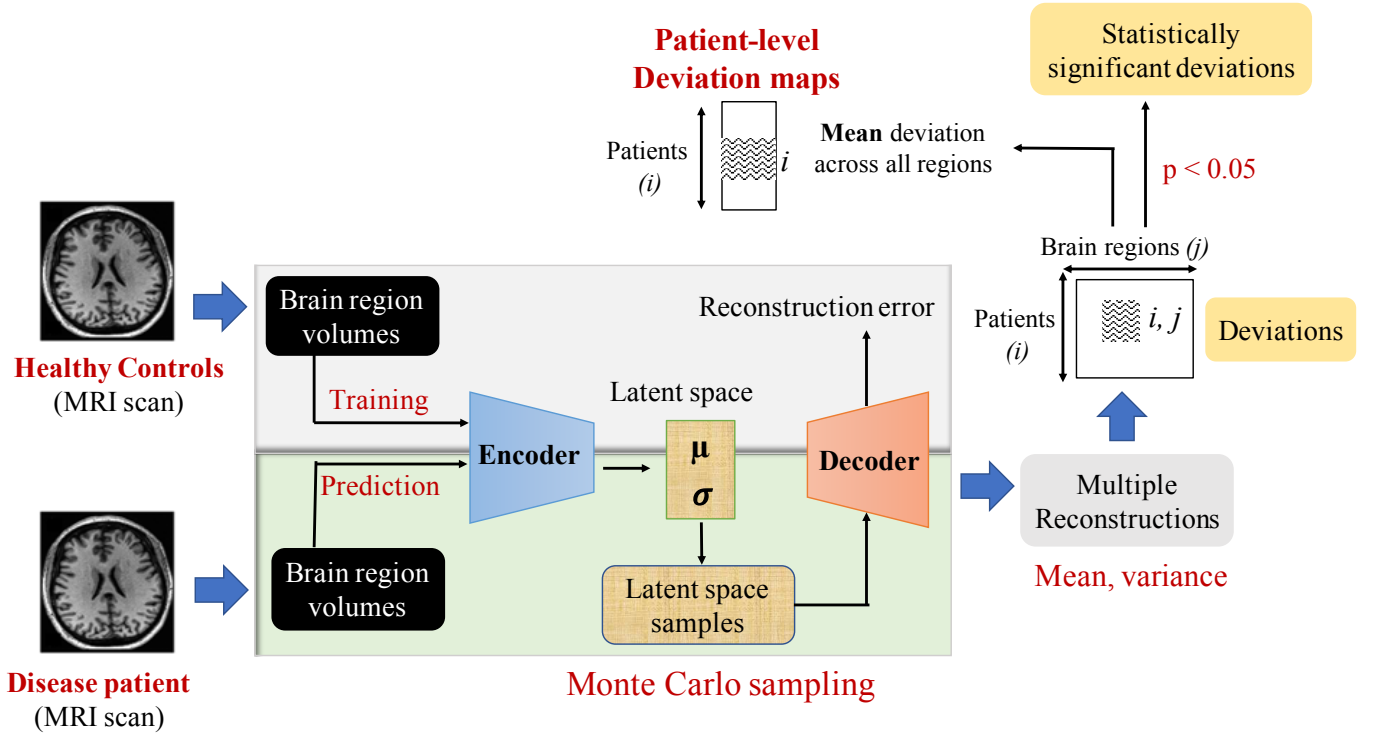 Patient-level
Deviation maps
Statistically
significant deviations
Patients
(i)
i
Mean deviation
across all regions
p < 0.05
Brain regions (j)
Patients
(i)
i, j
Deviations
Healthy Controls
(MRI scan)
Brain region
volumes
Training
Reconstruction error
Latent space
Encoder
μ
σ
Decoder
Prediction
Brain region
volumes
Latent space
samples
Multiple
Reconstructions
Mean, variance
Disease patient
(MRI scan)
Monte Carlo sampling